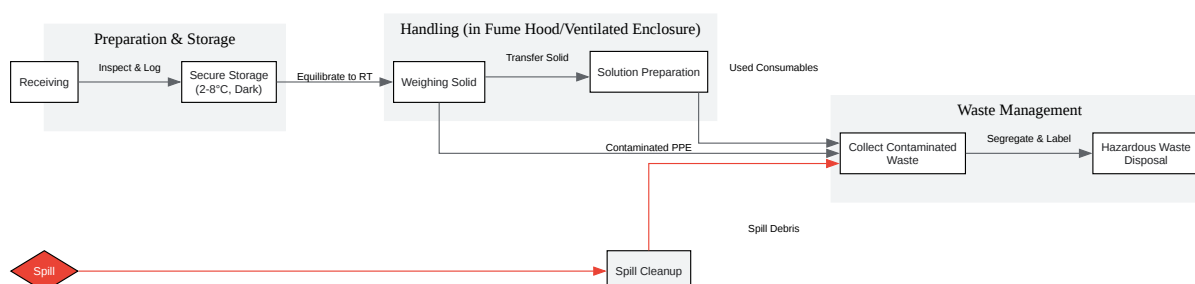 Preparation & Storage
Handling (in Fume Hood/Ventilated Enclosure)
Receiving
Inspect & Log
Secure Storage
(2-8°C, Dark)
Equilibrate to RT
Weighing Solid
Transfer Solid
Solution Preparation
Used Consumables
Contaminated PPE
Waste Management
Collect Contaminated
Waste
Segregate & Label
Hazardous Waste
Disposal
Spill Debris
Spill
Spill Cleanup